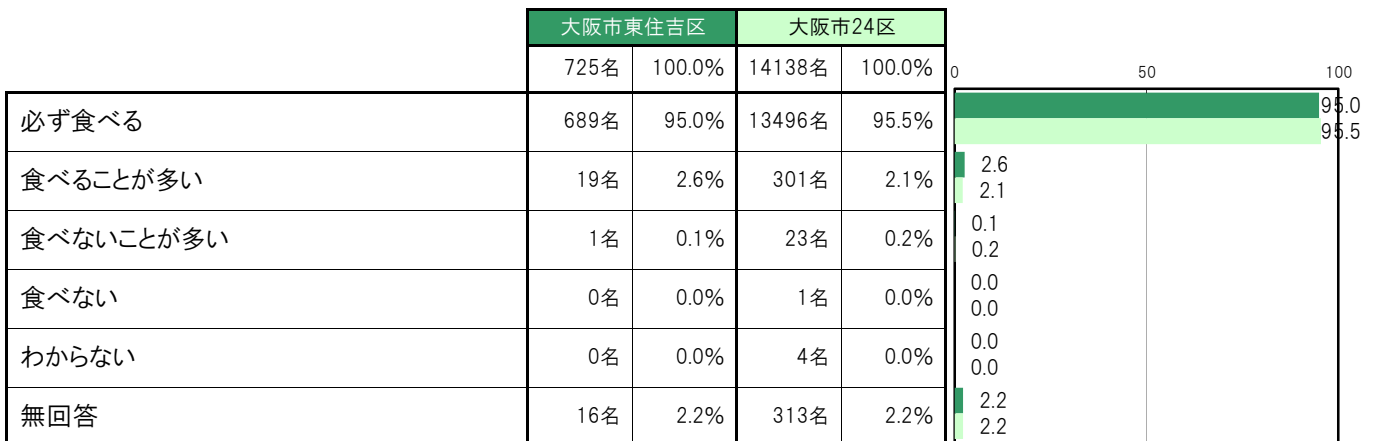 大阪市東住吉区 大阪市24区
725名 100.0% 14138名 100.0%
0 50 100
必ず食べる 689名 95.0% 13496名 95.5%
95.0
95.5
食べることが多い 19名 2.6% 301名 2.1%
2.6
2.1
食べないことが多い 1名 0.1% 23名 0.2%
0.1
0.2
食べない 0名 0.0% 1名 0.0%
0.0
0.0
わからない 0名 0.0% 4名 0.0%
0.0
0.0
無回答 16名 2.2% 313名 2.2%
2.2
2.2